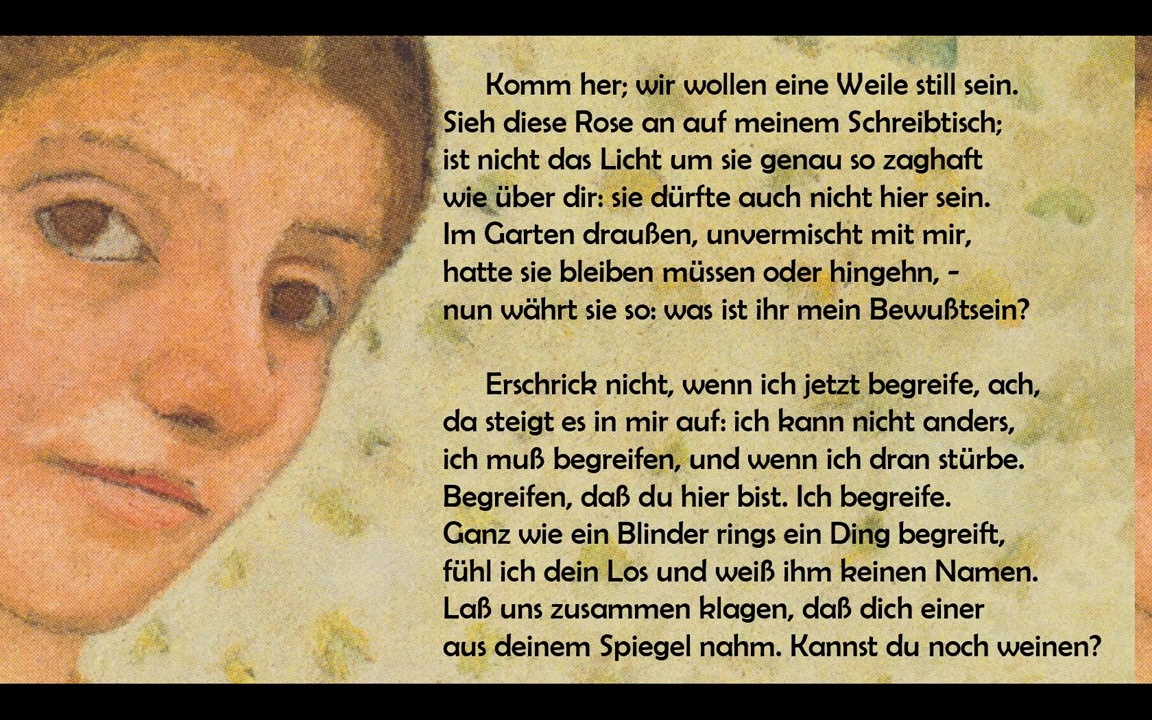 Komm her; wir wollen eine Weile still sein.
Sieh diese Rose an auf meinem Schreibtisch;
ist nicht das Licht um sie genau so zaghaft
wie über dir: sie dürfte auch nicht hier sein.
Im Garten draußen, unvermischt mit mir,
hatte sie bleiben müssen oder hingehn, -
nun währt sie so: was ist ihr mein Bewußtsein?
Erschrick nicht, wenn ich jetzt begreife, ach,
da steigt es in mir auf: ich kann nicht anders,
ich muß begreifen, und wenn ich dran stürbe.
Begreifen, daß du hier bist. Ich begreife.
Ganz wie ein Blinder rings ein Ding begreift,
fühl ich dein Los und weiß ihm keinen Namen.
Laß uns zusammen klagen, daß dich einer
aus deinem Spiegel nahm. Kannst du noch weinen?